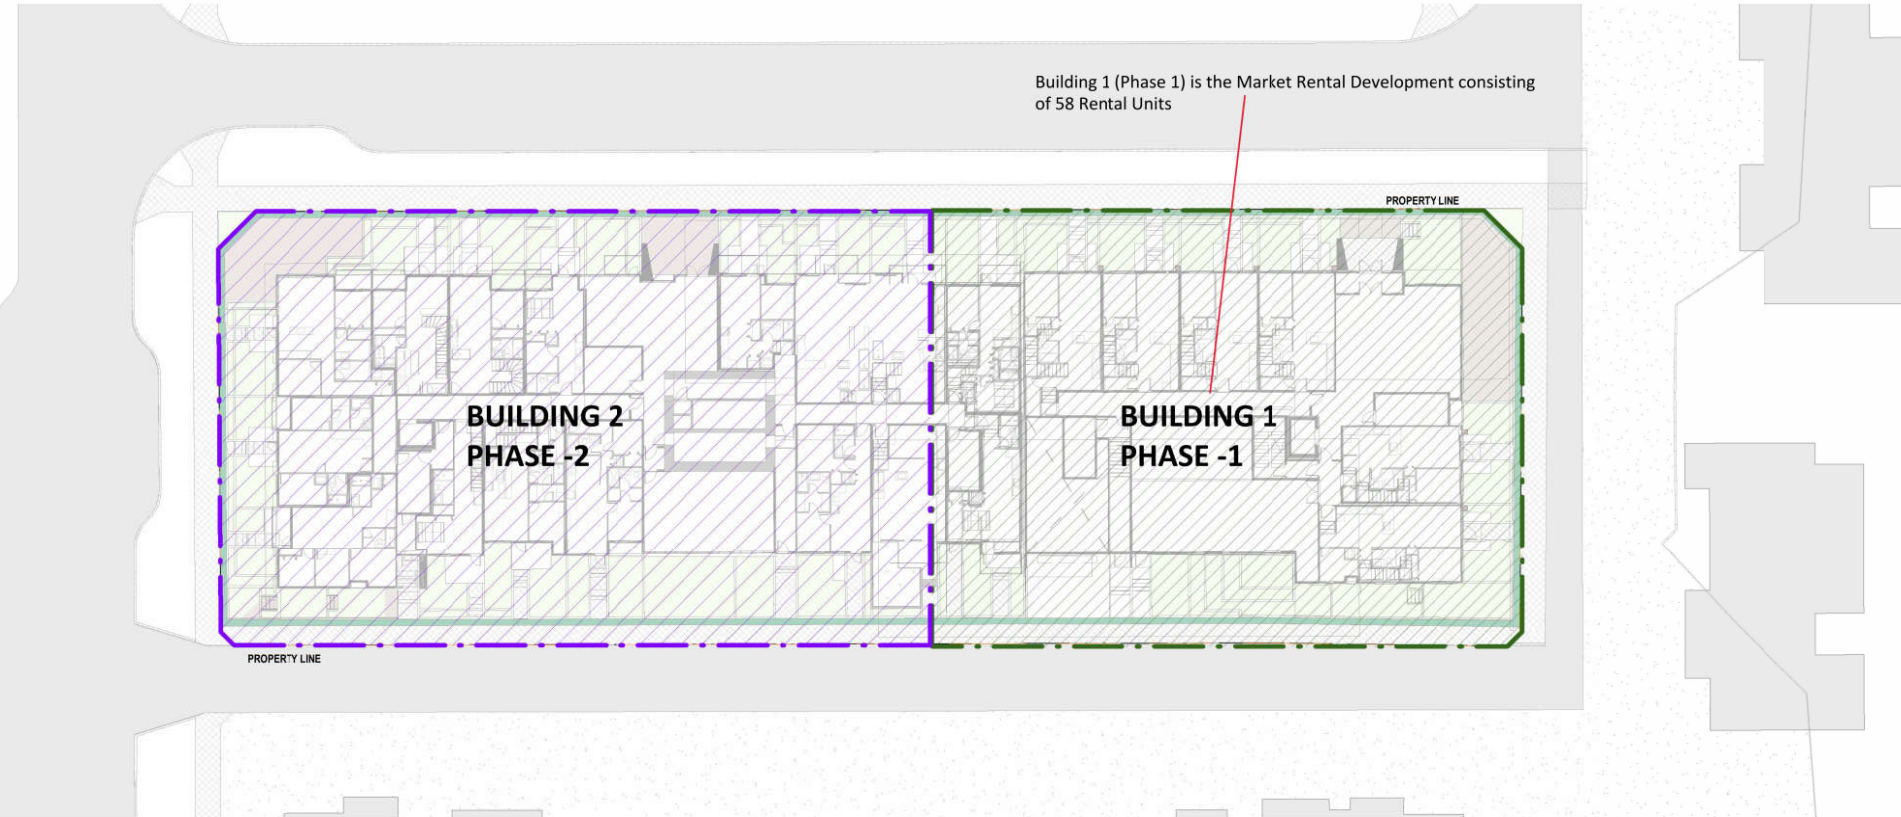 Building 1 (Phase 1) is the Market Rental Development consisting
of 58 Rental Units
PROPERTY LINE
BUILDING 2
PHASE -2
BUILDING 1
PHASE -1
PROPERTY LINE